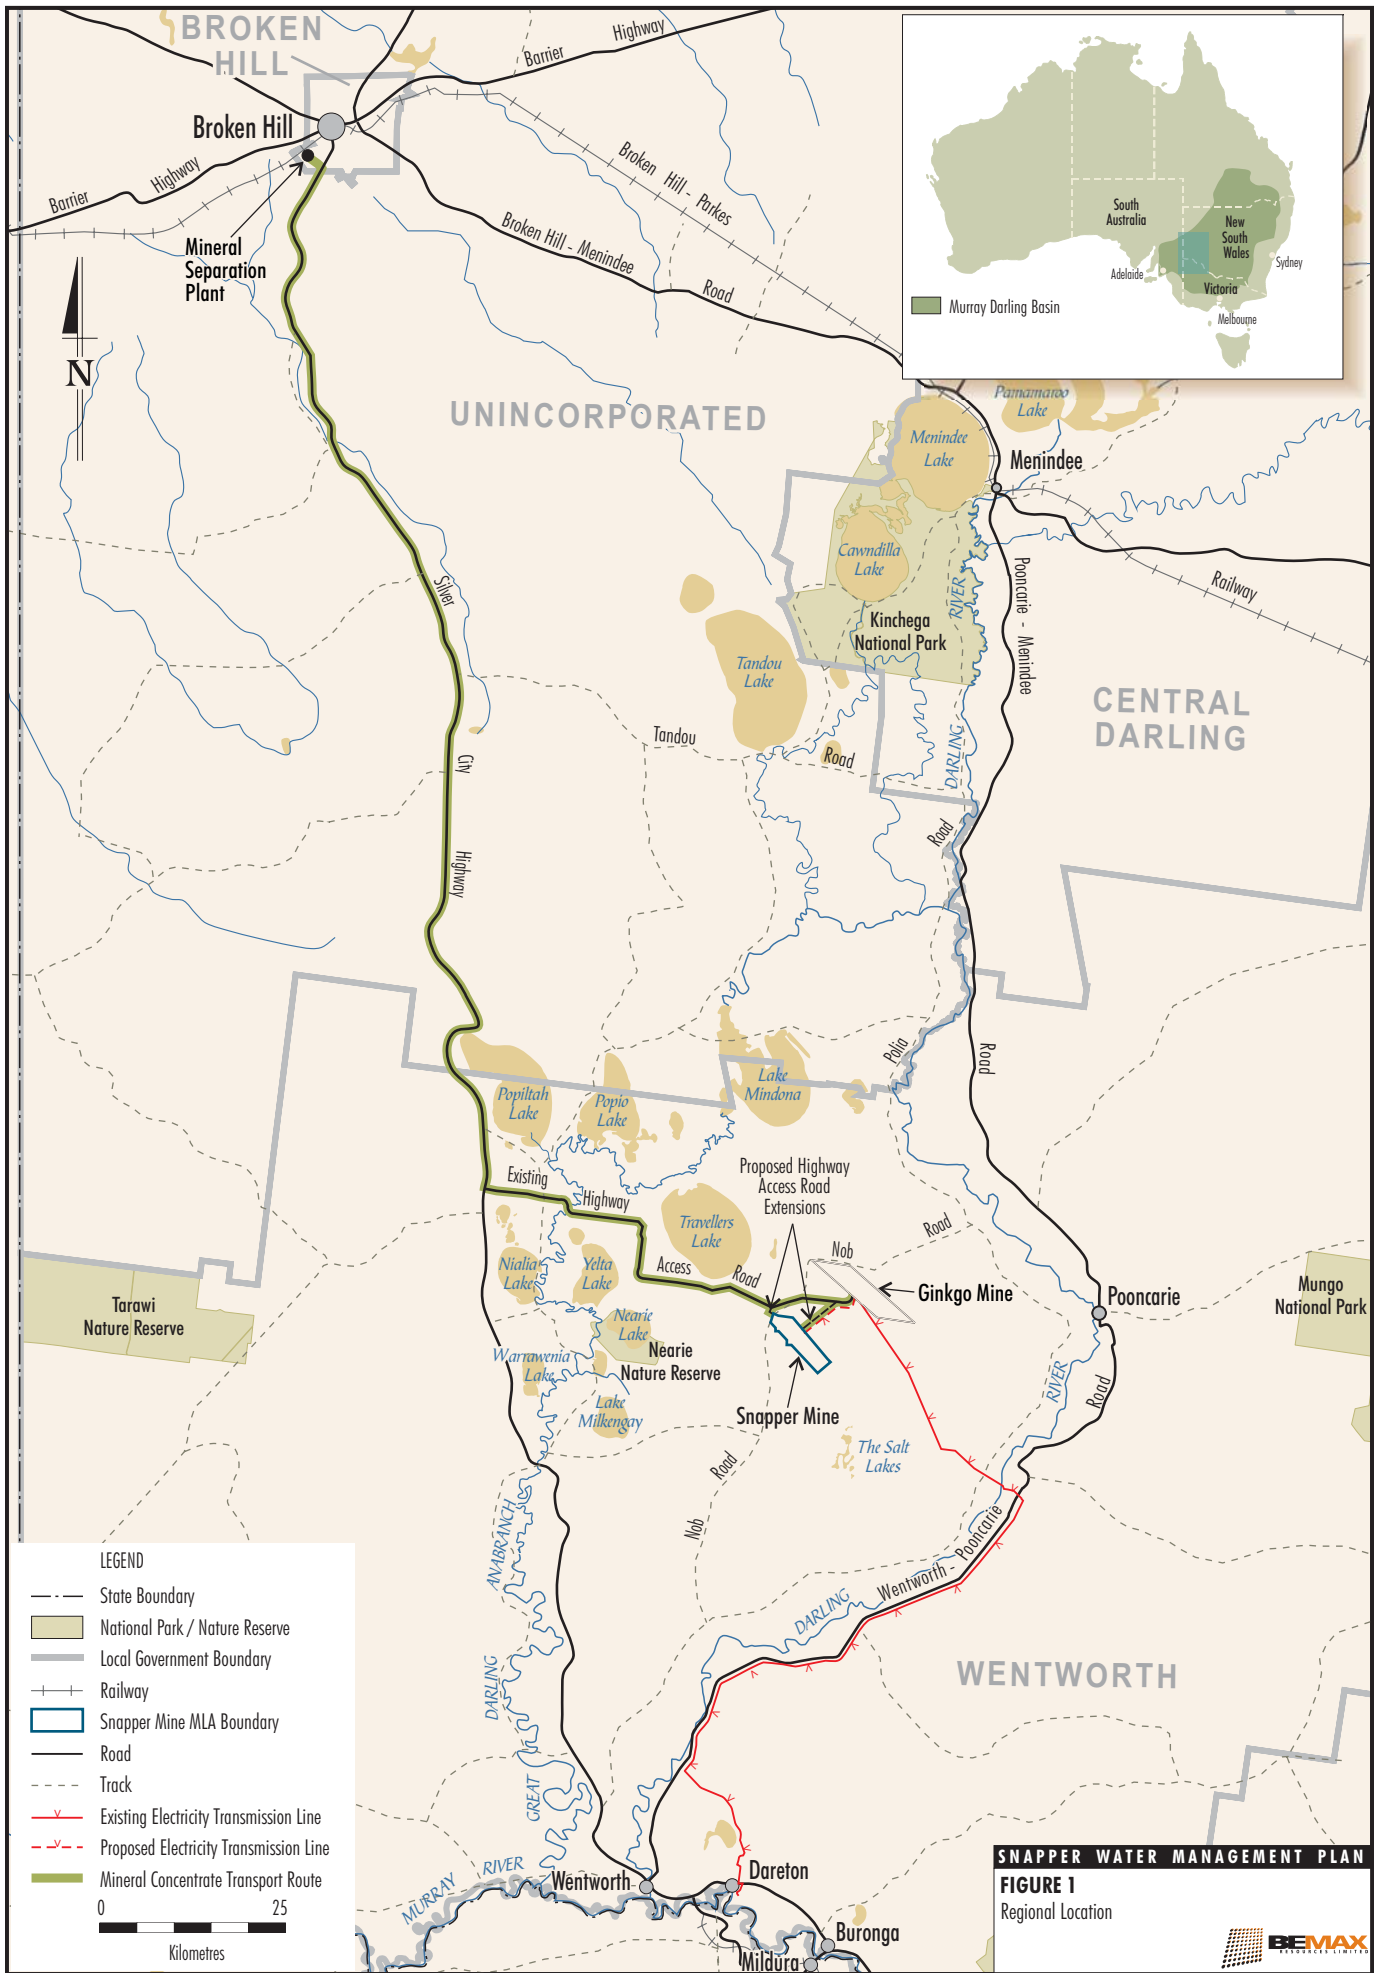 BROKEN
HILL
Broken Hill
Barrier
Highway
Barrier
Highway
Mineral
Separation
Plant
Broken Hill - Parkes
Broken Hill - Menindee
Road
N
UNINCORPORATED
South
Australia
New
South
Wales
Sydney
Adelaide
Victoria
Melbourne
Murray Darling Basin
Pamamaroo
Lake
Menindee
Lake
Menindee
Cawndilla
Lake
Kinchega
National Park
RIVER
DARLING
Pooncarie - Menindee
Road
Railway
CENTRAL
DARLING
Tandou
Lake
Tandou
Road
Silver
City
Highway
Road
Polia
Popiltah
Lake
Popio
Lake
Lake
Mindona
Existing
Highway
Access
Road
Proposed Highway
Access Road
Extensions
Travellers
Lake
Nob
Road
Ginkgo Mine
Nialia
Lake
Yelta
Lake
Nearie
Lake
Nearie
Nature Reserve
Warrawenia
Lake
Lake
Milkengay
Snapper Mine
The Salt
Lakes
Pooncarie
Mungo
National Park
Tarawi
Nature Reserve
Road
Nob
RIVER
Road
Wentworth - Pooncarie
DARLING
WENTWORTH
ANABRANCH
DARLING
GREAT
MURRAY
RIVER
Wentworth
Dareton
Buronga
Mildura
LEGEND
State Boundary
National Park / Nature Reserve
Local Government Boundary
Railway
Snapper Mine MLA Boundary
Road
Track
Existing Electricity Transmission Line
Proposed Electricity Transmission Line
Mineral Concentrate Transport Route
0 25
Kilometres
SNAPPER WATER MANAGEMENT PLAN
FIGURE 1
Regional Location
BEMAX
RESOURCES LIMITED